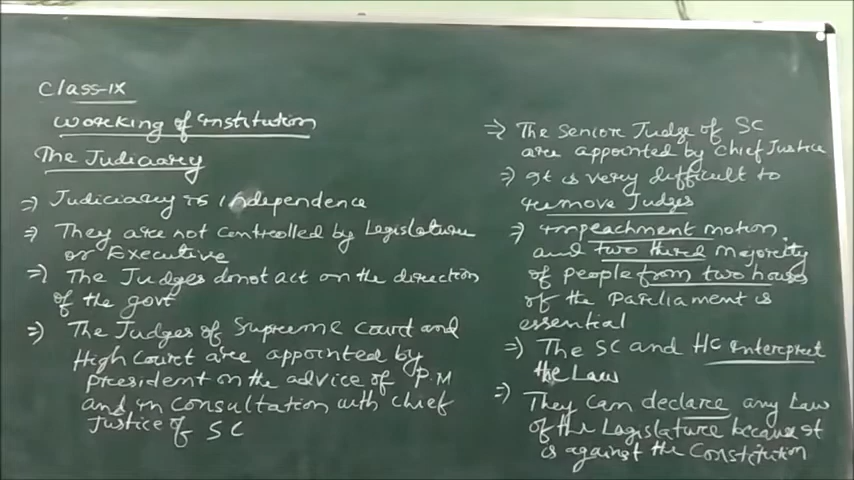 Class-IX
Working of Institution
The Judiciary
⇒ Judiciary is independence
⇒ They are not controlled by Legislature
or Executive
⇒ The Judges donot act on the direction
of the govt
⇒ The Judges of Supreme Court and
High Court are appointed by
president on the advice of P.M
and in consultation with chief
Justice of SC
⇒ The Senior Judge of SC
are appointed by Chief Justice
⇒ It is very difficult to
remove Judges
⇒ impeachment motion
and two third majority
of people from two houses
of the Parliament is
essential
⇒ The SC and HC interpret
the Law
⇒ They can declare any Law
of the Legislature because it
is against the Constitution